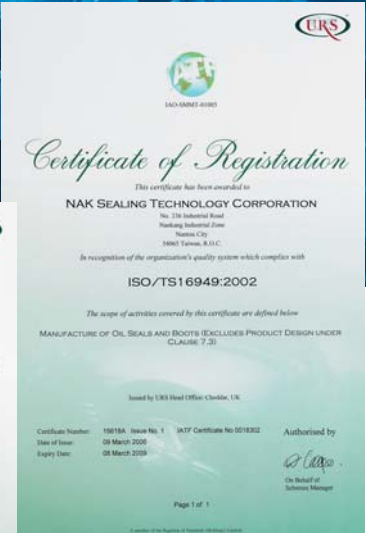 URS
IATF
IAO-SMMT-01005
Certificate of Registration
This certificate has been awarded to
NAK SEALING TECHNOLOGY CORPORATION
No. 336 Industrial Road
Nankang Industrial Zone
Nantou City
54065 Taiwan, R.O.C.
In recognition of the organization's quality system which complies with
ISO/TS16949:2002
The scope of activities covered by this certificate are defined below
MANUFACTURE OF OIL SEALS AND BOOTS (EXCLUDES PRODUCT DESIGN UNDER
CLAUSE 7.3)
Issued by URS Head Office: Cheddar, UK
Certificate Number: 15618A Issue No. 1 IATF Certificate No 0018302
Date of Issue: 09 March 2006
Expiry Date: 08 March 2009
Authorised by
On Behalf of
Schemes Manager
Page 1 of 1